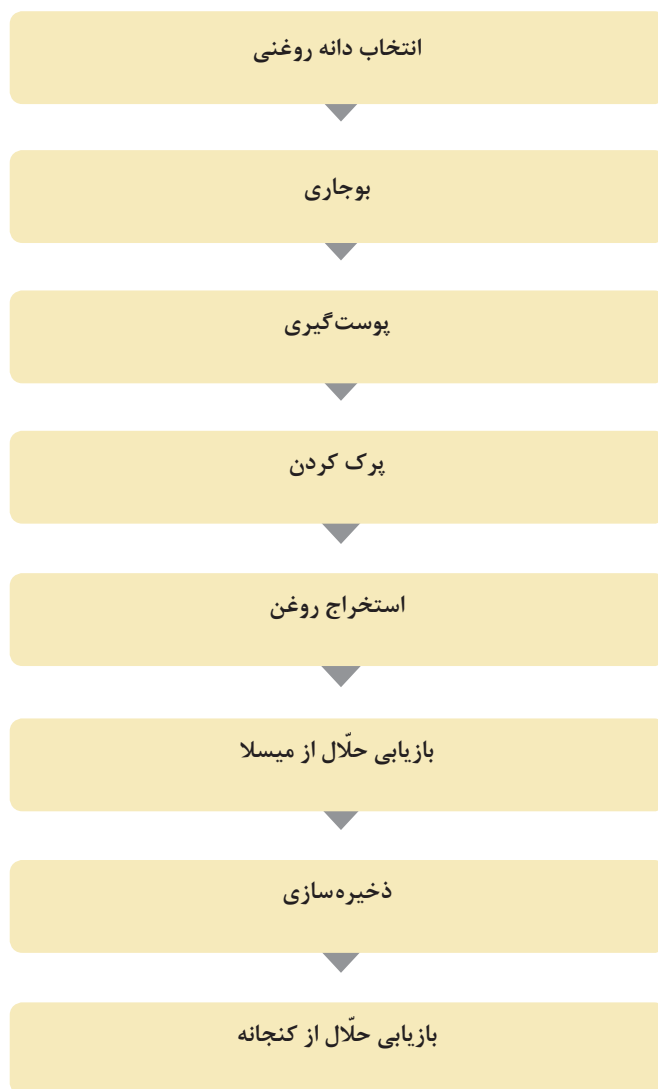 انتخاب دانه روغنی
بوجاری
پوست‌گیری
پرک کردن
استخراج روغن
بازیابی حلّال از میسلا
ذخیره‌سازی
بازیابی حلّال از کنجانه